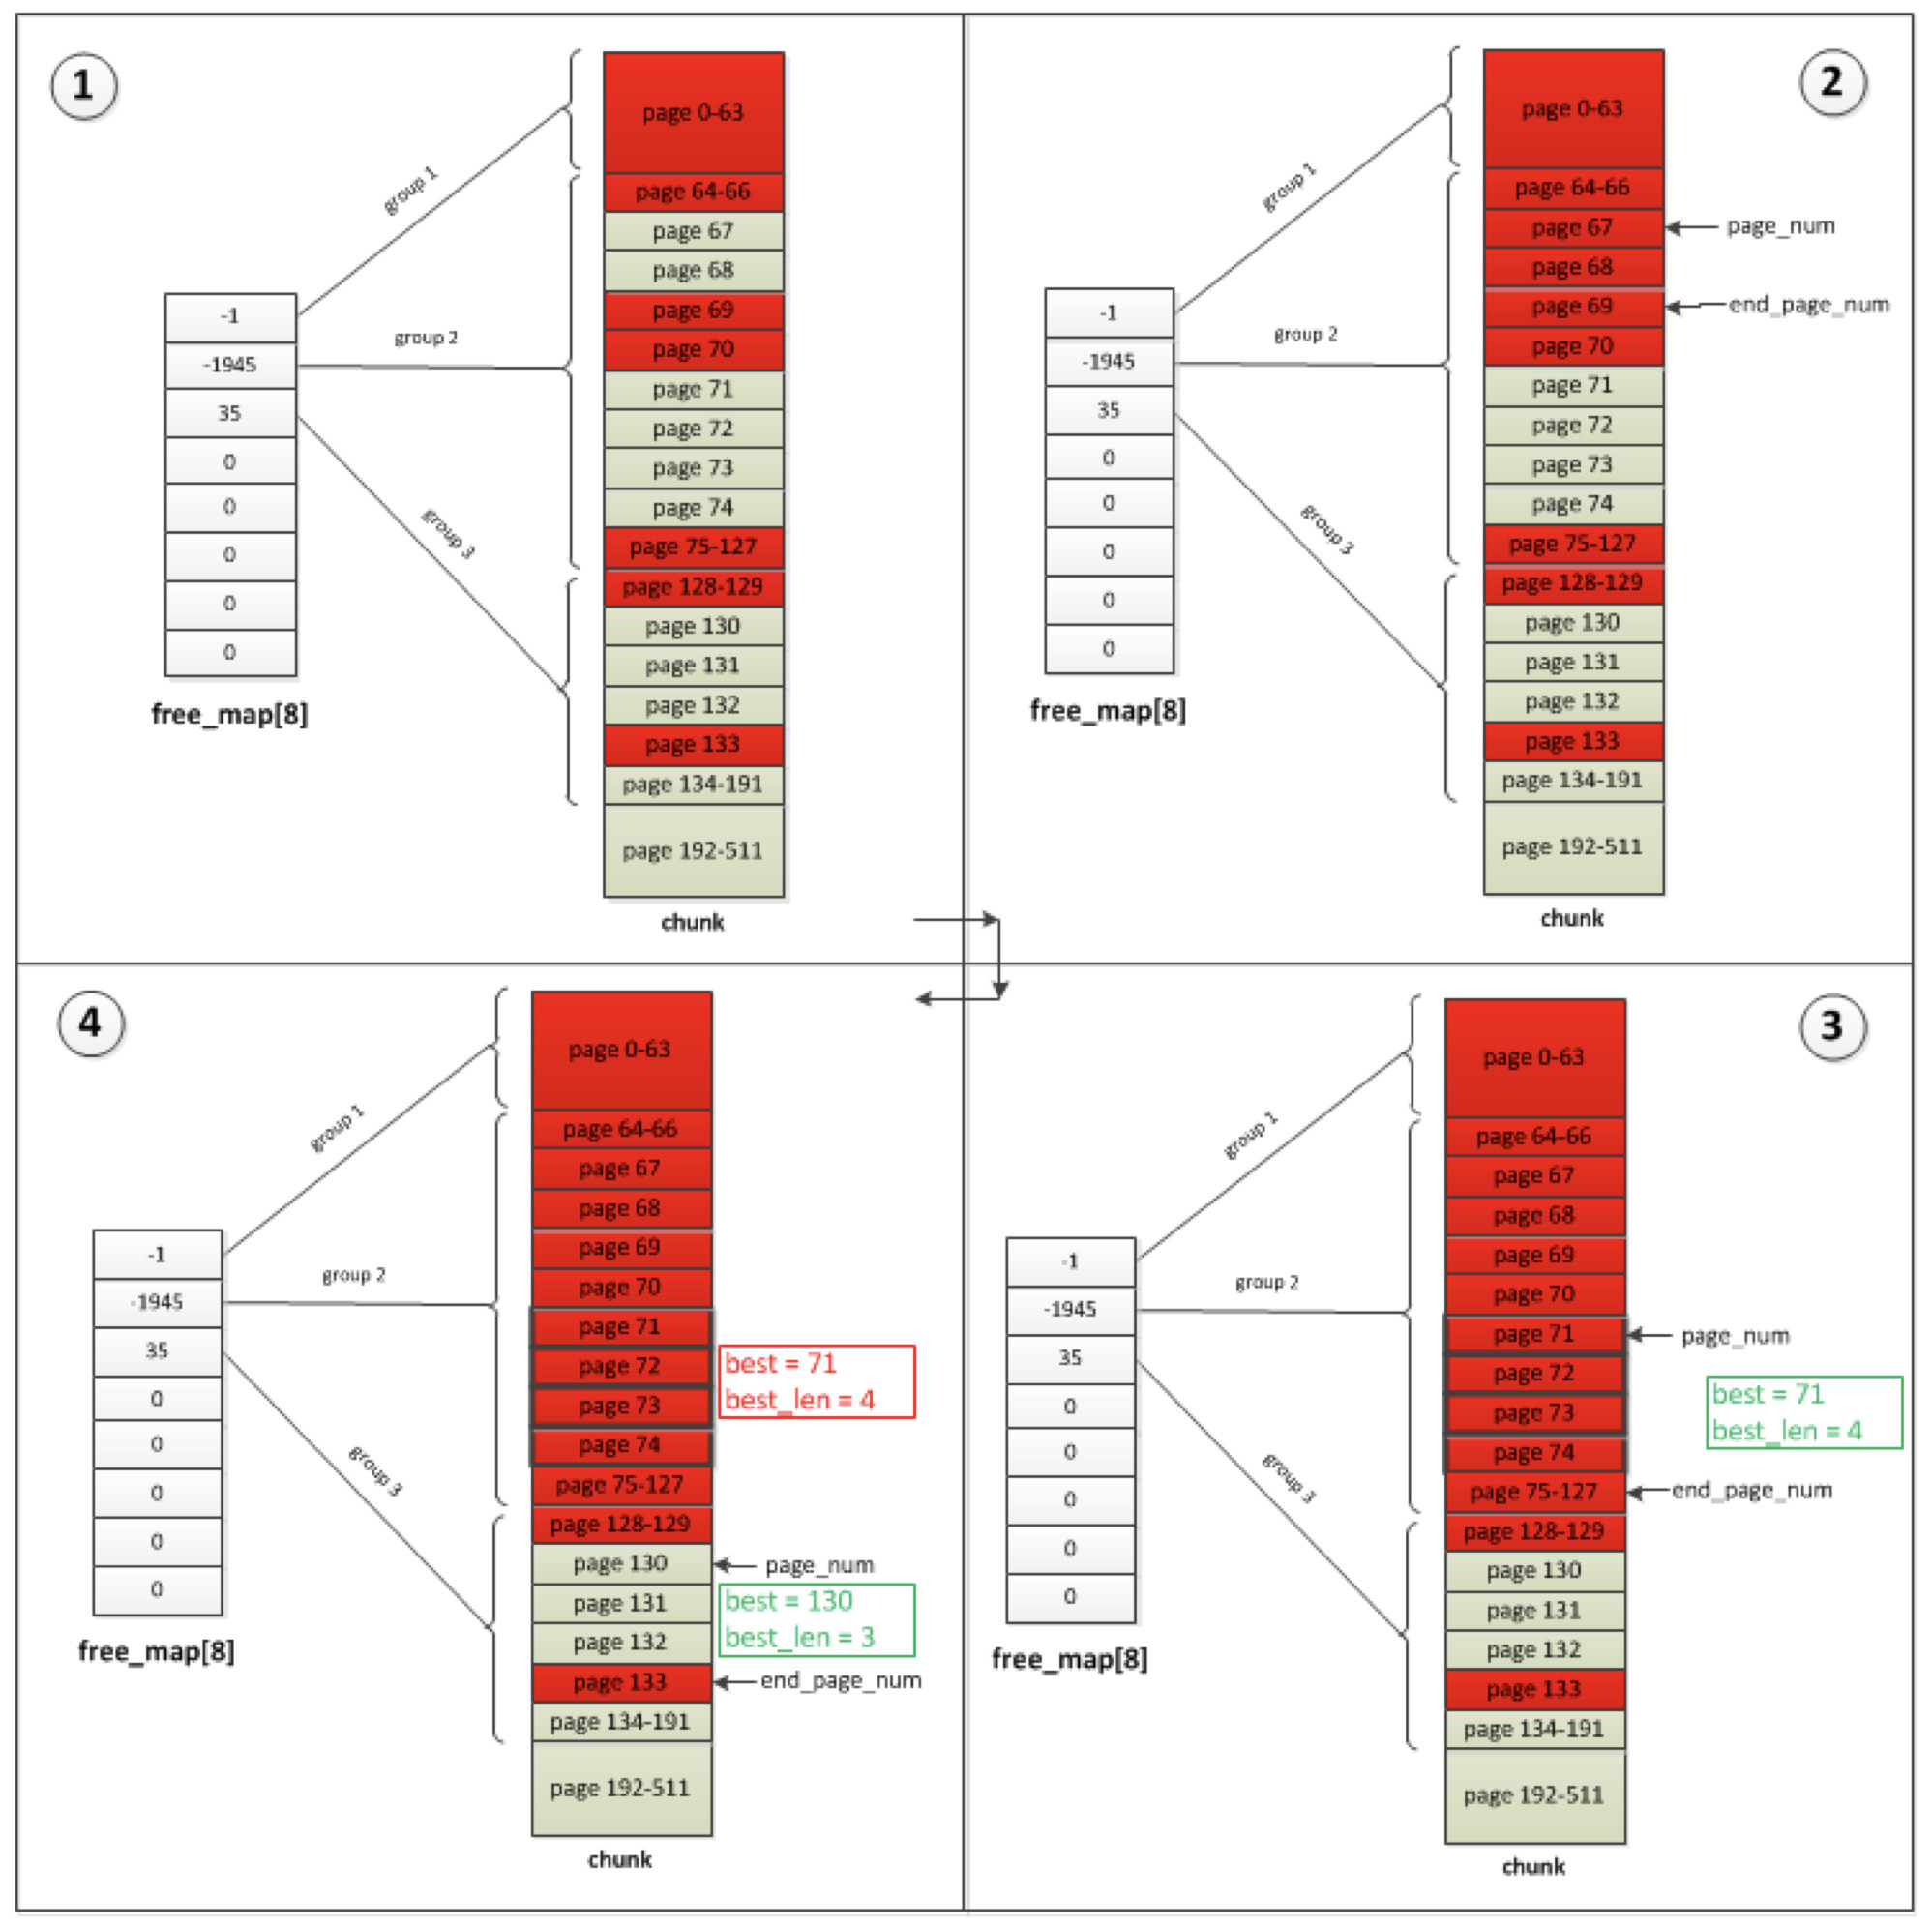 1
page 0-63
group 1
page 64-66
page 67
page 68
page 69
page 70
page 71
page 72
page 73
page 74
page 75-127
page 128-129
page 130
page 131
page 132
page 133
page 134-191
page 192-511
chunk
group 2
group 3
-1
-1945
35
0
0
0
0
0
free_map[8]
2
page 0-63
group 1
page 64-66
page 67
page_num
page 68
page 69
end_page_num
page 70
page 71
page 72
page 73
page 74
page 75-127
page 128-129
page 130
page 131
page 132
page 133
page 134-191
page 192-511
chunk
group 2
group 3
-1
-1945
35
0
0
0
0
0
free_map[8]
4
page 0-63
group 1
page 64-66
page 67
page 68
page 69
page 70
page 71
page 72
page 73
page 74
best = 71
best_len = 4
page 75-127
page 128-129
page 130
page_num
page 131
page 132
best = 130
best_len = 3
page 133
end_page_num
page 134-191
page 192-511
chunk
group 2
group 3
-1
-1945
35
0
0
0
0
0
free_map[8]
3
page 0-63
group 1
page 64-66
page 67
page 68
page 69
page 70
page 71
page_num
page 72
page 73
page 74
best = 71
best_len = 4
page 75-127
end_page_num
page 128-129
page 130
page 131
page 132
page 133
page 134-191
page 192-511
chunk
group 2
group 3
-1
-1945
35
0
0
0
0
0
free_map[8]